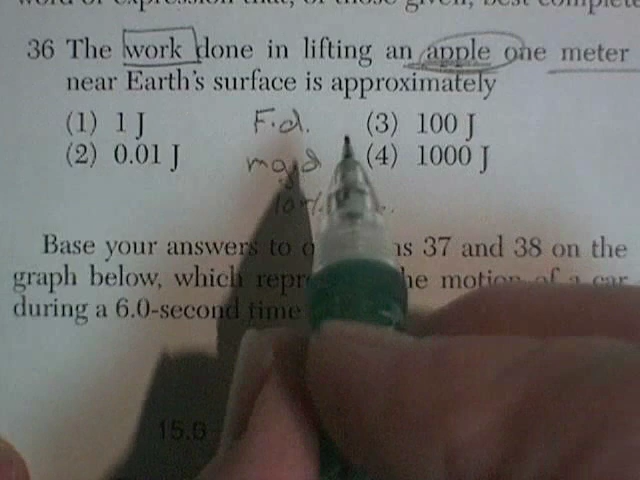 36 The work done in lifting an apple one meter
near Earth's surface is approximately
(1) 1 J
(2) 0.01 J
F.d.
mgd
(3) 100 J
(4) 1000 J
Base your answers to 37 and 38 on the
graph below, which the motion of a car
during a 6.0-second time
15.0